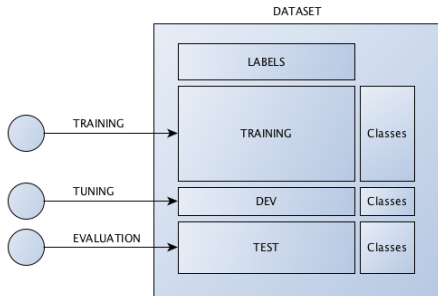 DATASET
LABELS
TRAINING
TRAINING
Classes
TUNING
DEV
Classes
EVALUATION
TEST
Classes